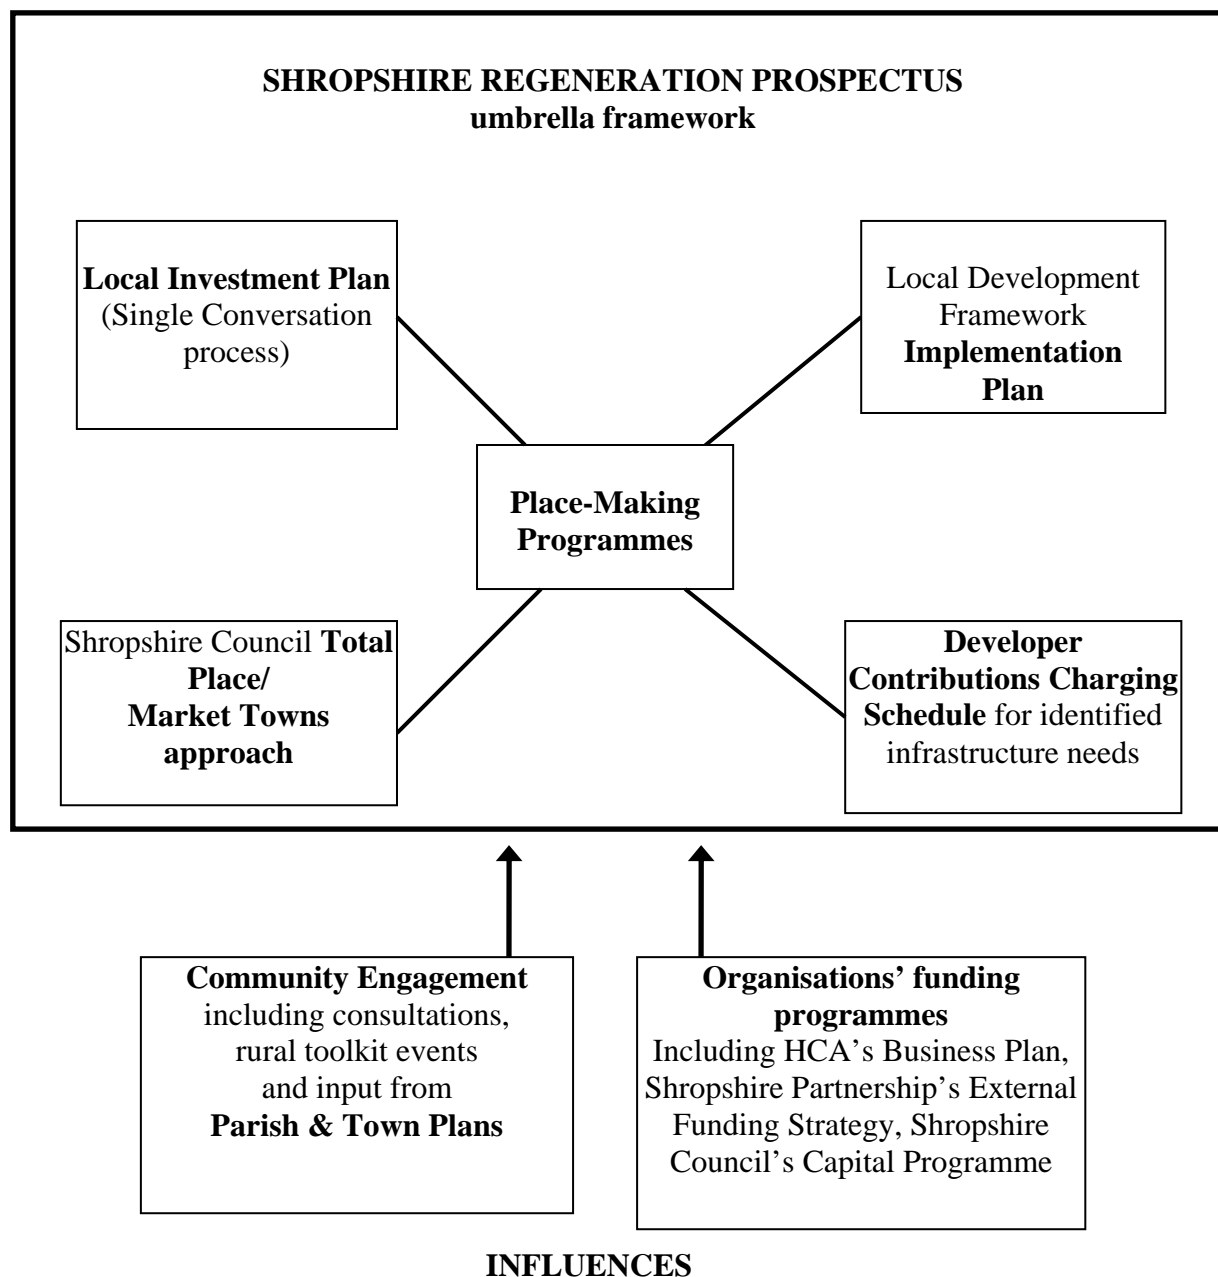 SHROPSHIRE REGENERATION PROSPECTUS
umbrella framework
Local Investment Plan
(Single Conversation
process)
Local Development
Framework
Implementation
Plan
Place-Making
Programmes
Shropshire Council Total
Place/
Market Towns
approach
Developer
Contributions Charging
Schedule for identified
infrastructure needs
Community Engagement
including consultations,
rural toolkit events
and input from
Parish & Town Plans
Organisations’ funding
programmes
Including HCA’s Business Plan,
Shropshire Partnership’s External
Funding Strategy, Shropshire
Council’s Capital Programme
INFLUENCES